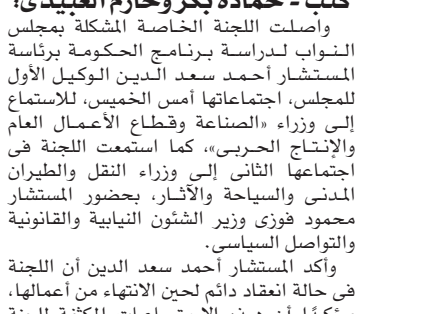 كتب - حمادة بكر وحازم العبيدى:
واصلت اللجنة الخاصة المشكلة بمجلس
النواب لدراسة برنامج الحكومة برئاسة
المستشار أحمد سعد الدين الوكيل الأول
للمجلس، اجتماعاتها أمس الخميس، للاستماع
إلى وزراء «الصناعة وقطاع الأعمال العام
والإنتاج الحربى»، كما استمعت اللجنة فى
اجتماعها الثانى إلى وزراء النقل والطيران
المدنى والسياحة والآثار، بحضور المستشار
محمود فوزى وزير الشئون النيابية والقانونية
والتواصل السياسى.
وأكد المستشار أحمد سعد الدين أن اللجنة
فى حالة انعقاد دائم لحين الانتهاء من أعمالها،